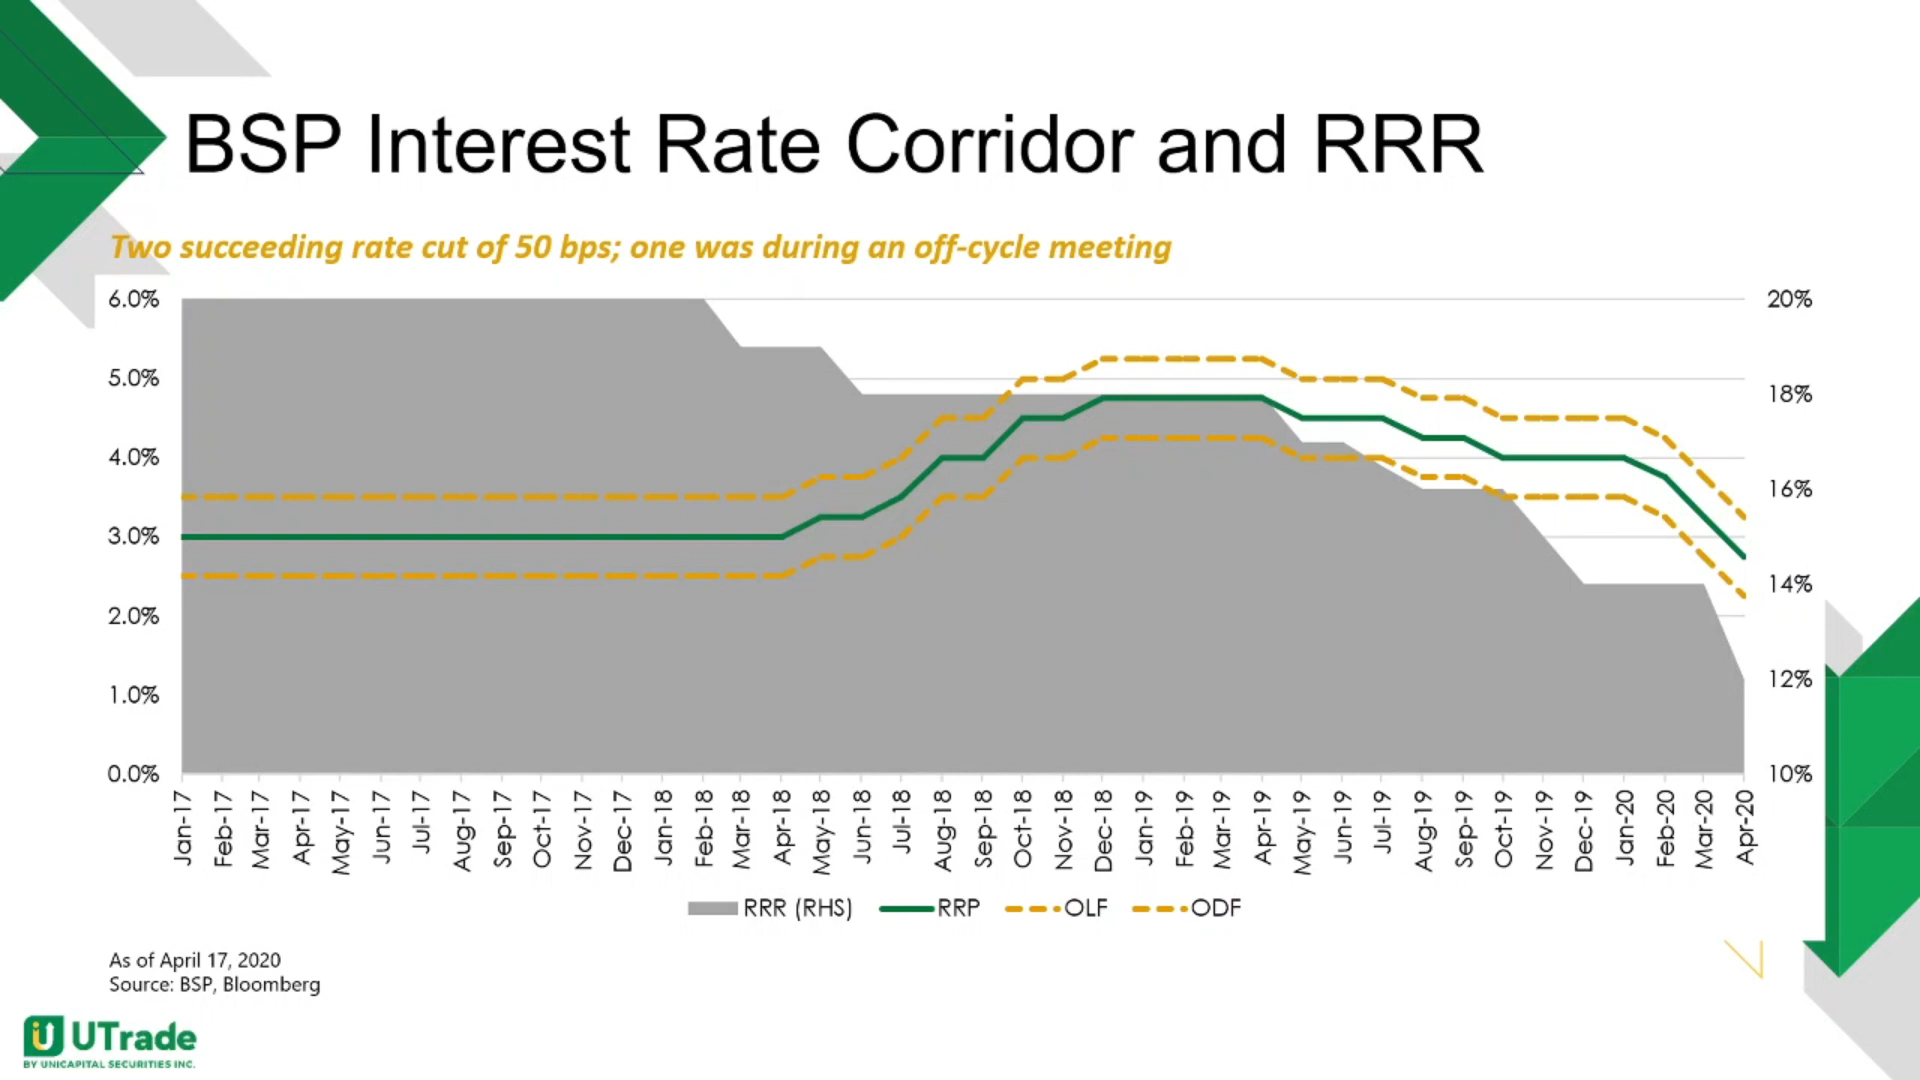 BSP Interest Rate Corridor and RRR
Two succeeding rate cut of 50 bps; one was during an off-cycle meeting
6.0%
5.0%
4.0%
3.0%
2.0%
1.0%
0.0%
20%
18%
16%
14%
12%
10%
Jan-17
Feb-17
Mar-17
Apr-17
May-17
Jun-17
Jul-17
Aug-17
Sep-17
Oct-17
Nov-17
Dec-17
Jan-18
Feb-18
Mar-18
Apr-18
May-18
Jun-18
Jul-18
Aug-18
Sep-18
Oct-18
Nov-18
Dec-18
Jan-19
Feb-19
Mar-19
Apr-19
May-19
Jun-19
Jul-19
Aug-19
Sep-19
Oct-19
Nov-19
Dec-19
Jan-20
Feb-20
Mar-20
Apr-20
RRR (RHS) RRP OLF ODF
As of April 17, 2020
Source: BSP, Bloomberg
UTrade
BY UNICAPITAL SECURITIES INC.